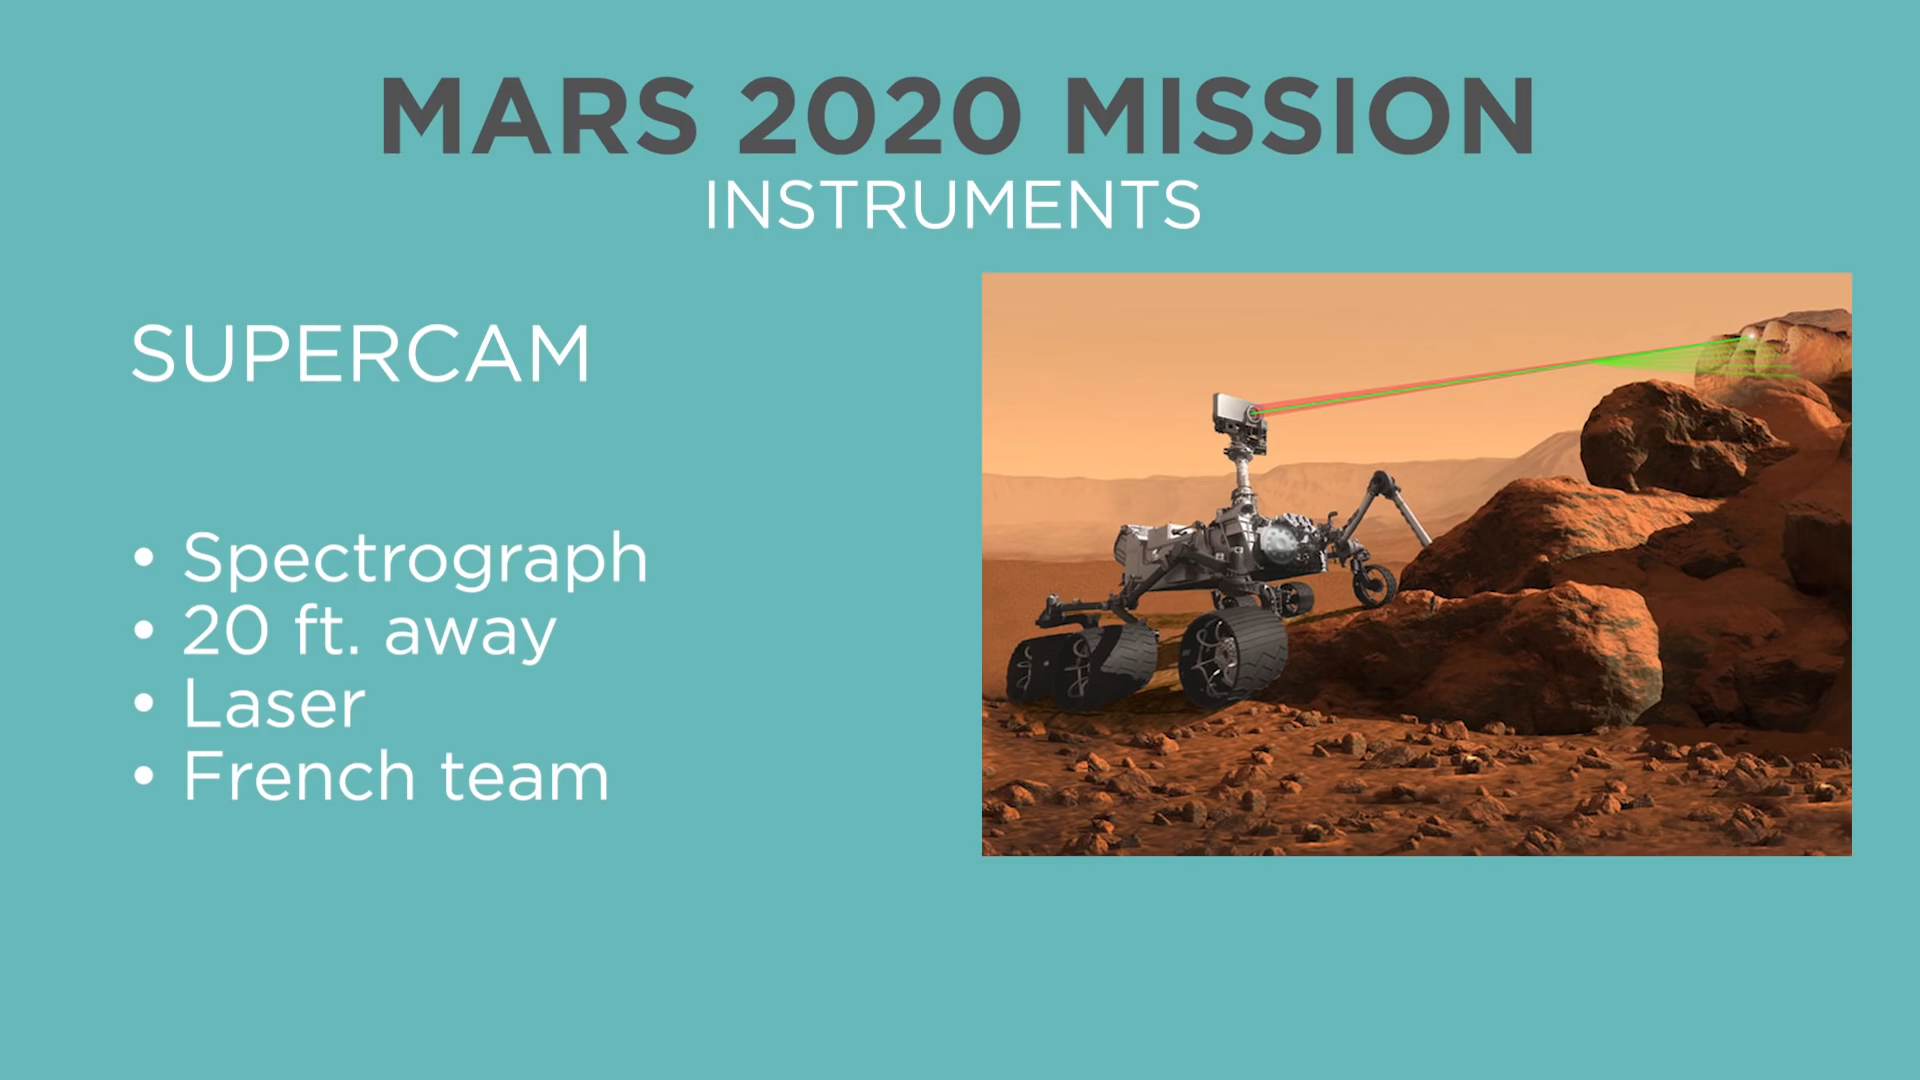 MARS 2020 MISSION
INSTRUMENTS
SUPERCAM
• Spectrograph
• 20 ft. away
• Laser
• French team